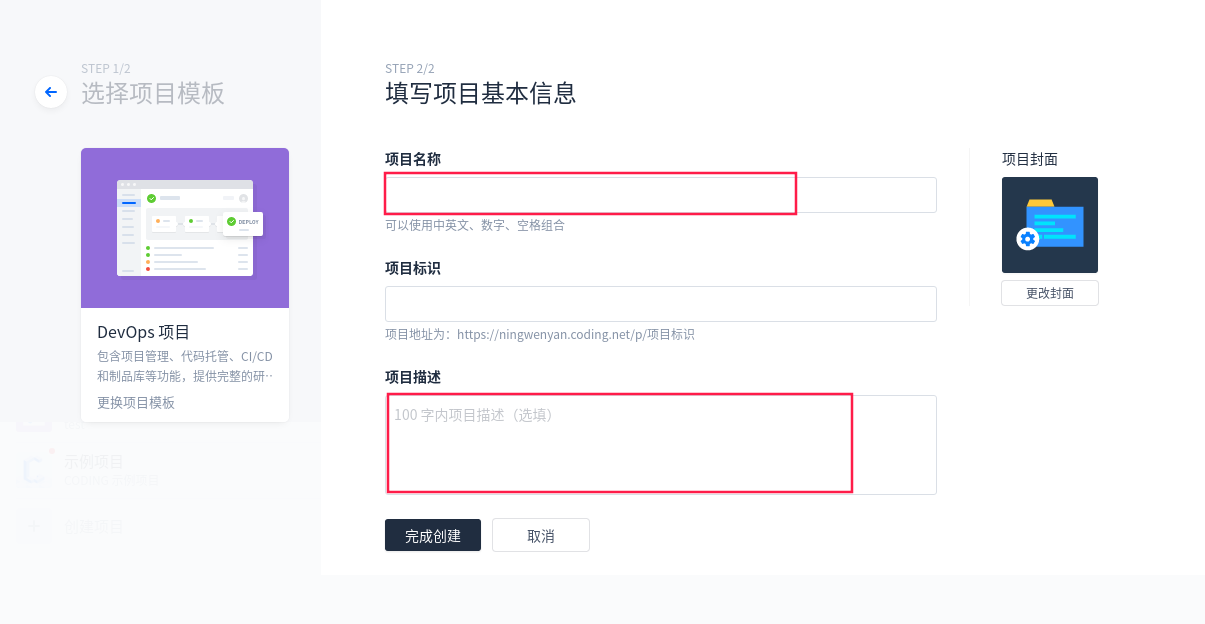 STEP 1/2
选择项目模板
DEPLOY
DevOps 项目
包含项目管理、代码托管、CI/CD
和制品库等功能，提供完整的研…
更换项目模板
示例项目
STEP 2/2
填写项目基本信息
项目名称
可以使用中英文、数字、空格组合
项目标识
项目地址为：https://ningwenyan.coding.net/p/项目标识
项目描述
100 字内项目描述（选填）
完成创建
取消
项目封面
更改封面